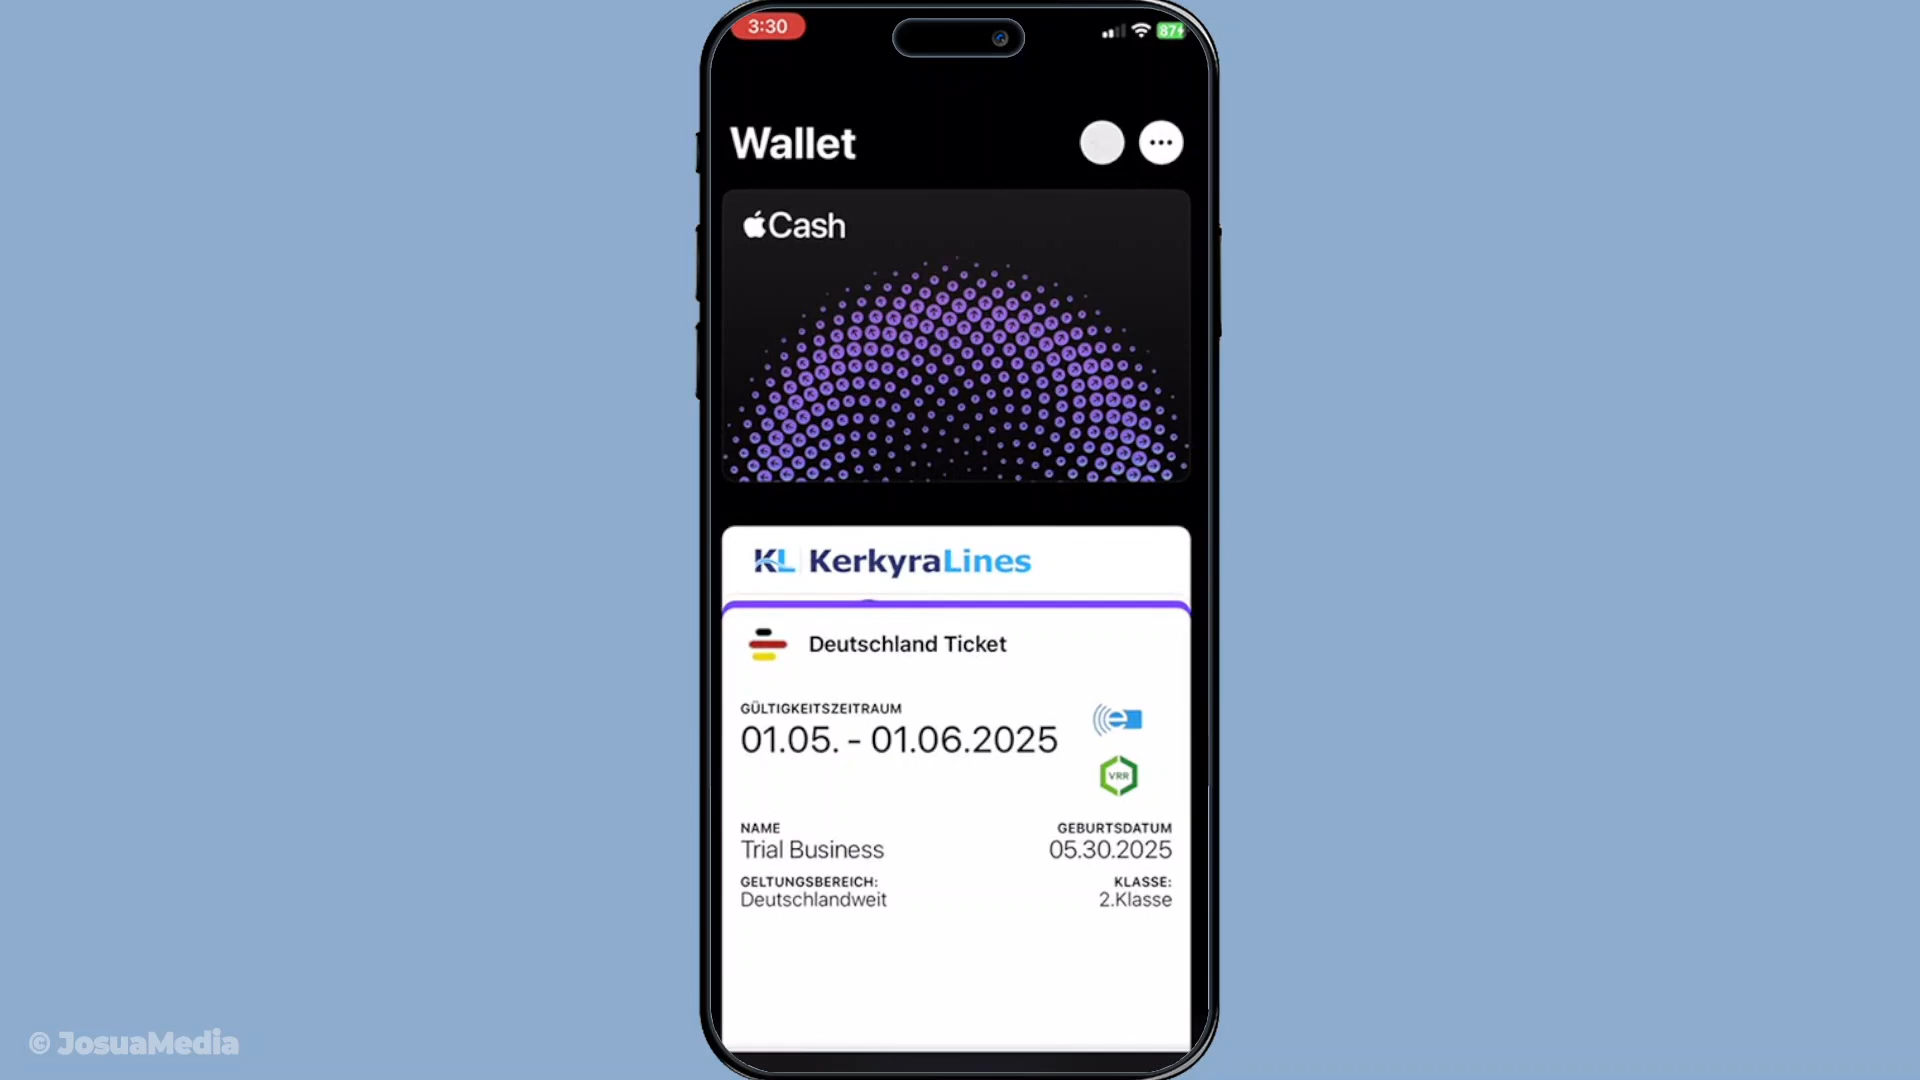 3:30
87
Wallet
Cash
KL KerkyraLines
Deutschland Ticket
GÜLTIGKEITSZEITRAUM
01.05. - 01.06.2025
e
VRR
NAME
GEBURTSDATUM
Trial Business
05.30.2025
GELTUNGSBEREICH:
KLASSE:
Deutschlandweit
2.Klasse
© JosuaMedia